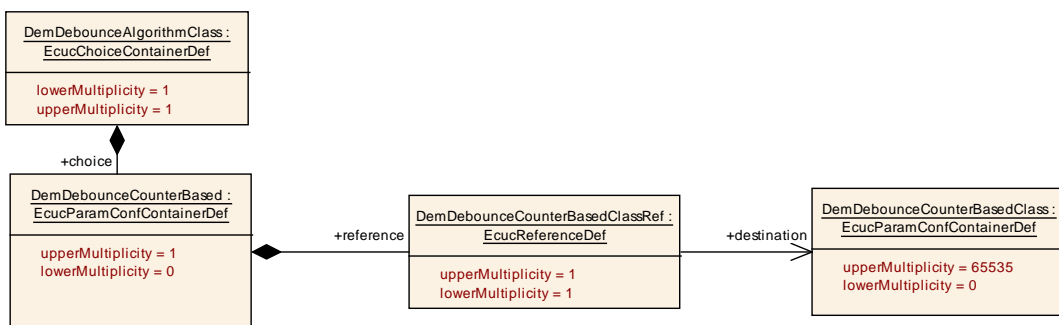 DemDebounceAlgorithmClass :
EcucChoiceContainerDef
lowerMultiplicity = 1
upperMultiplicity = 1
+choice
DemDebounceCounterBased :
EcucParamConfContainerDef
upperMultiplicity = 1
lowerMultiplicity = 0
+reference
DemDebounceCounterBasedClassRef :
EcucReferenceDef
upperMultiplicity = 1
lowerMultiplicity = 1
+destination
DemDebounceCounterBasedClass :
EcucParamConfContainerDef
upperMultiplicity = 65535
lowerMultiplicity = 0